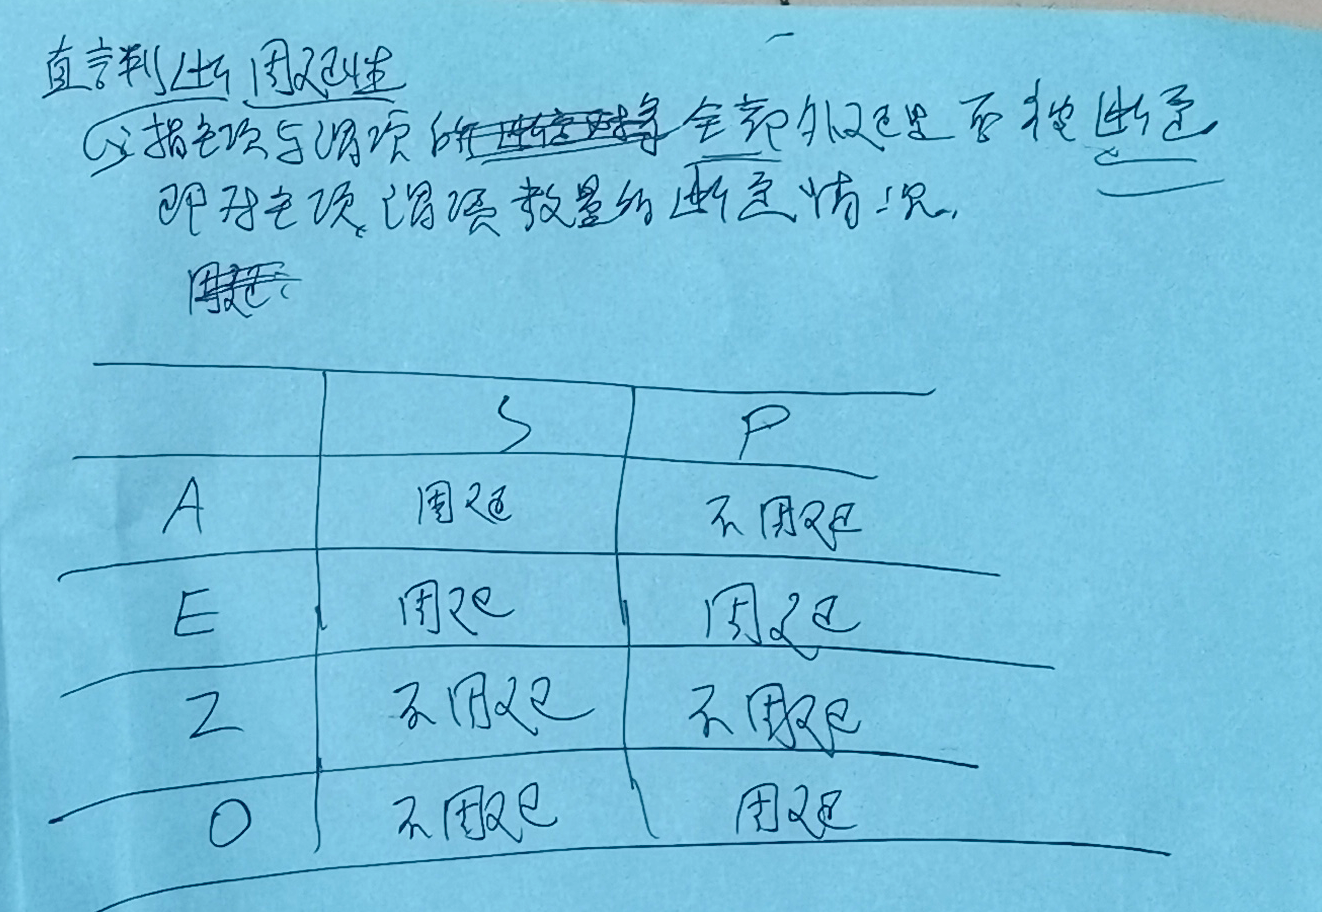 直言判断周延性
指主项与谓项的全部外延是否被断定
即对主项、谓项数量的断定情况.
周延:
S P
A 周延 不周延
E 周延 周延
I 不周延 不周延
O 不周延 周延